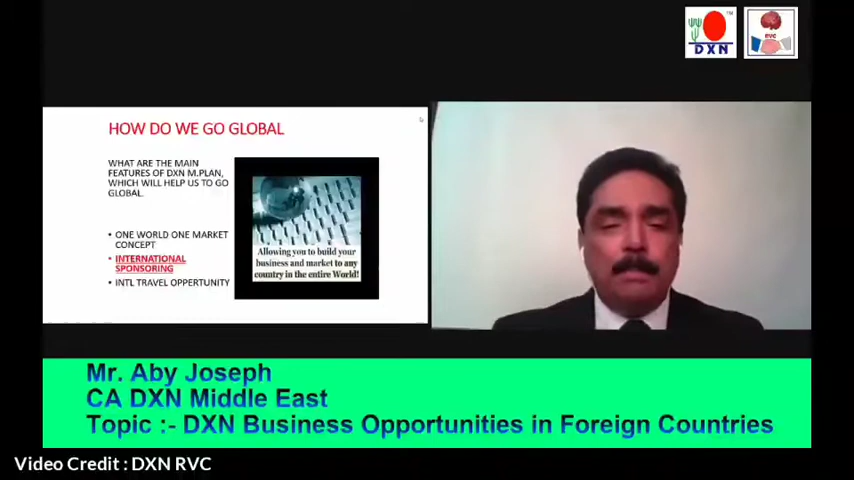 DXN
RVC
HOW DO WE GO GLOBAL
WHAT ARE THE MAIN
FEATURES OF DXN M.PLAN,
WHICH WILL HELP US TO GO
GLOBAL.
• ONE WORLD ONE MARKET
CONCEPT
• INTERNATIONAL
SPONSORING
• INTL TRAVEL OPPERTUNITY
Allowing you to build your
business and market to any
country in the entire World!
Mr. Aby Joseph
CA DXN Middle East
Topic :- DXN Business Opportunities in Foreign Countries
Video Credit : DXN RVC